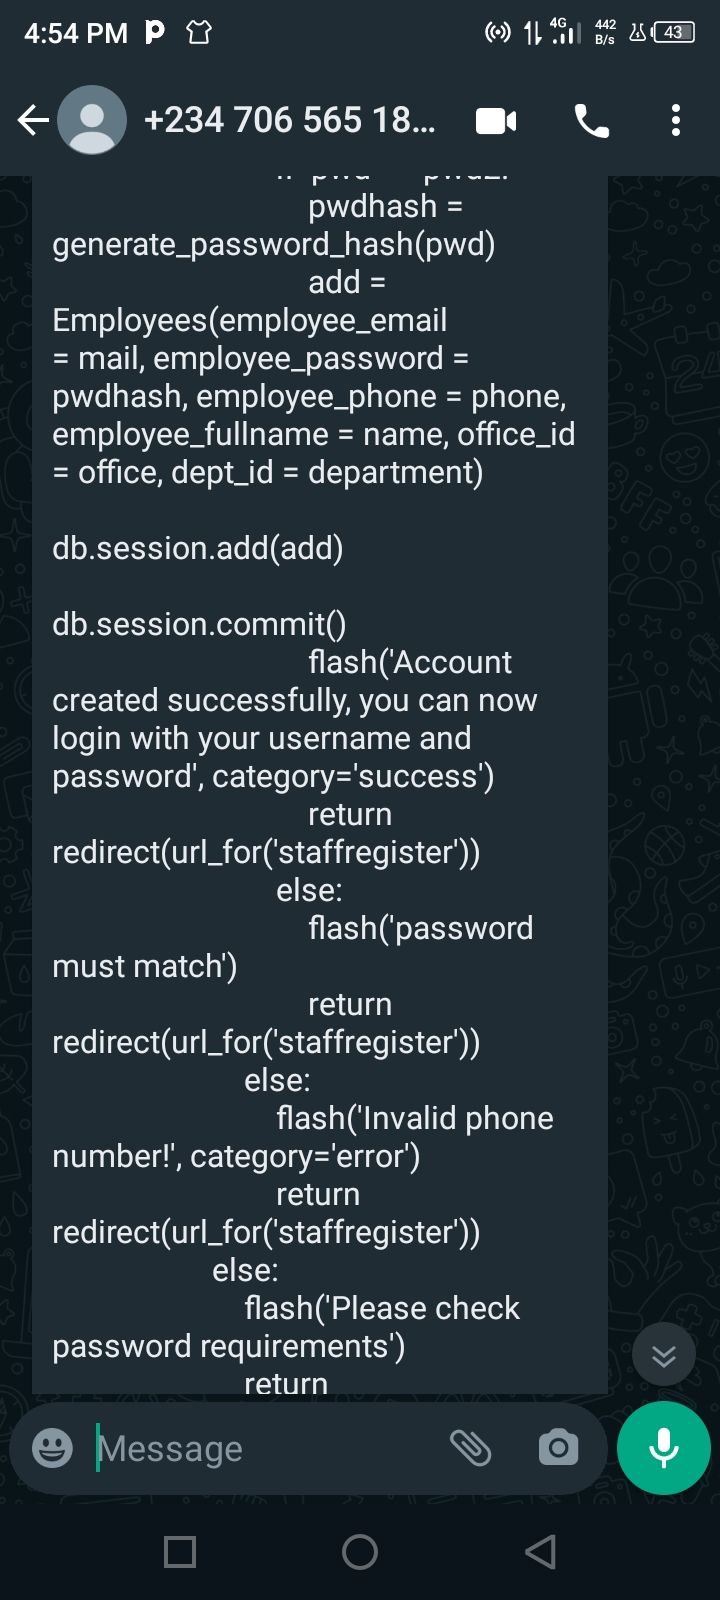 4:54 PM
4G
442
B/s
43
+234 706 565 18...
pwdhash =
generate_password_hash(pwd)
add =
Employees(employee_email
= mail, employee_password =
pwdhash, employee_phone = phone,
employee_fullname = name, office_id
= office, dept_id = department)
db.session.add(add)
db.session.commit()
flash('Account
created successfully, you can now
login with your username and
password', category='success')
return
redirect(url_for('staffregister'))
else:
flash('password
must match')
return
redirect(url_for('staffregister'))
else:
flash('Invalid phone
number!', category='error')
return
redirect(url_for('staffregister'))
else:
flash('Please check
password requirements')
return
Message